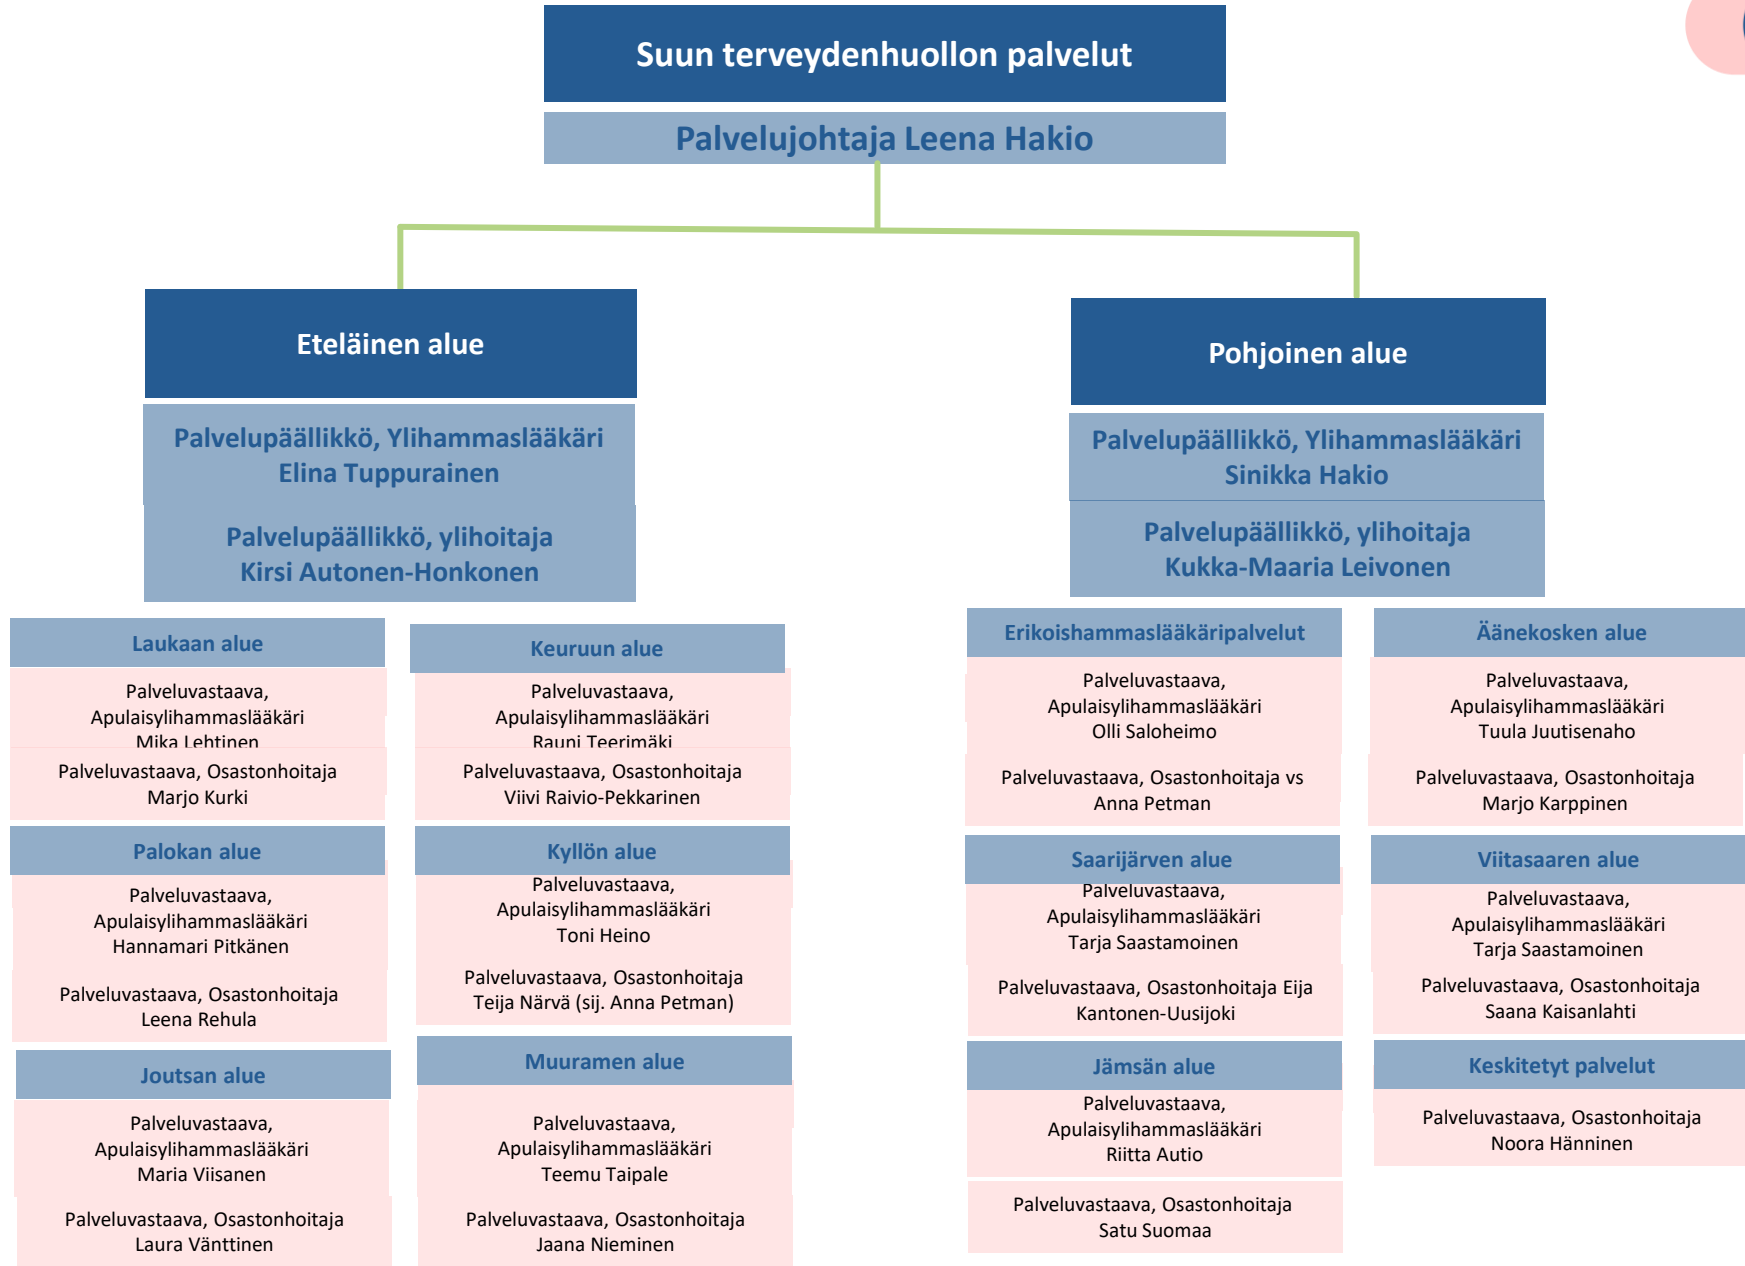 Suun terveydenhuollon palvelut
Palvelujohtaja Leena Hakio
Eteläinen alue
Palvelupäällikkö, Ylihammaslääkäri
Elina Tuppurainen
Palvelupäällikkö, ylihoitaja
Kirsi Autonen-Honkonen
Laukaan alue
Palveluvastaava,
Apulaisylihammaslääkäri
Mika Lehtinen
Palveluvastaava, Osastonhoitaja
Marjo Kurki
Keuruun alue
Palveluvastaava,
Apulaisylihammaslääkäri
Rauni Teerimäki
Palveluvastaava, Osastonhoitaja
Viivi Raivio-Pekkarinen
Palokan alue
Palveluvastaava,
Apulaisylihammaslääkäri
Hannamari Pitkänen
Palveluvastaava, Osastonhoitaja
Leena Rehula
Kyllön alue
Palveluvastaava,
Apulaisylihammaslääkäri
Toni Heino
Palveluvastaava, Osastonhoitaja
Teija Närvä (sij. Anna Petman)
Joutsan alue
Palveluvastaava,
Apulaisylihammaslääkäri
Maria Viisanen
Palveluvastaava, Osastonhoitaja
Laura Vänttinen
Muuramen alue
Palveluvastaava,
Apulaisylihammaslääkäri
Teemu Taipale
Palveluvastaava, Osastonhoitaja
Jaana Nieminen
Pohjoinen alue
Palvelupäällikkö, Ylihammaslääkäri
Sinikka Hakio
Palvelupäällikkö, ylihoitaja
Kukka-Maaria Leivonen
Erikoishammaslääkäripalvelut
Palveluvastaava,
Apulaisylihammaslääkäri
Olli Saloheimo
Palveluvastaava, Osastonhoitaja vs
Anna Petman
Äänekosken alue
Palveluvastaava,
Apulaisylihammaslääkäri
Tuula Juutisenaho
Palveluvastaava, Osastonhoitaja
Marjo Karppinen
Saarijärven alue
Palveluvastaava,
Apulaisylihammaslääkäri
Tarja Saastamoinen
Palveluvastaava, Osastonhoitaja Eija
Kantonen-Uusijoki
Viitasaaren alue
Palveluvastaava,
Apulaisylihammaslääkäri
Tarja Saastamoinen
Palveluvastaava, Osastonhoitaja
Saana Kaisanlahti
Jämsän alue
Palveluvastaava,
Apulaisylihammaslääkäri
Riitta Autio
Palveluvastaava, Osastonhoitaja
Satu Suomaa
Keskitetyt palvelut
Palveluvastaava, Osastonhoitaja
Noora Hänninen